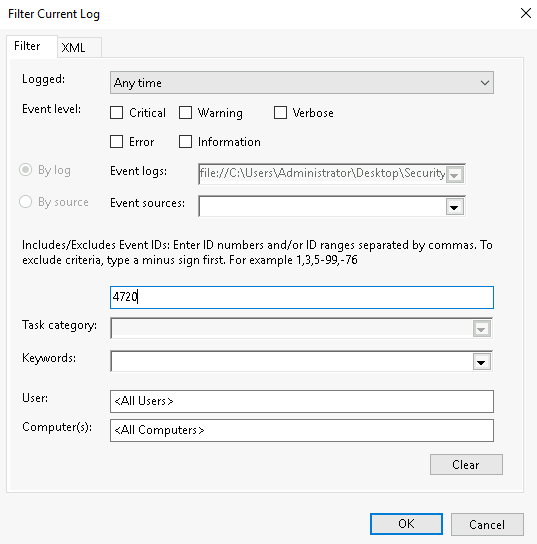 Filter Current Log
Filter
XML
Logged:
Any time
Event level:
Critical
Warning
Verbose
Error
Information
By log
Event logs:
file://C:\Users\Administrator\Desktop\Security
By source
Event sources:
Includes/Excludes Event IDs: Enter ID numbers and/or ID ranges separated by commas. To
exclude criteria, type a minus sign first. For example 1,3,5-99,-76
4720
Task category:
Keywords:
User:
<All Users>
Computer(s):
<All Computers>
Clear
OK
Cancel